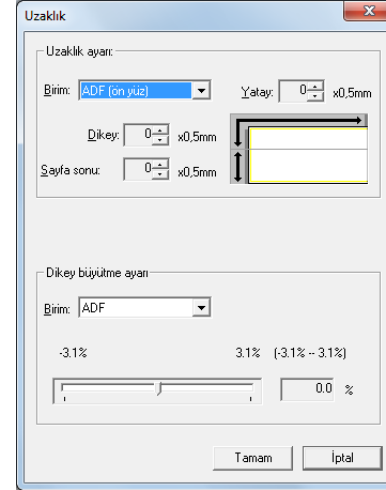 Uzaklık
Uzaklık ayarı:
Birim: ADF (ön yüz) Yatay: 0 x0,5mm
Dikey: 0 x0,5mm
Sayfa sonu: 0 x0,5mm
Dikey büyütme ayarı
Birim: ADF
-3.1% 3.1% (-3.1% -- 3.1%)
0.0 %
Tamam İptal